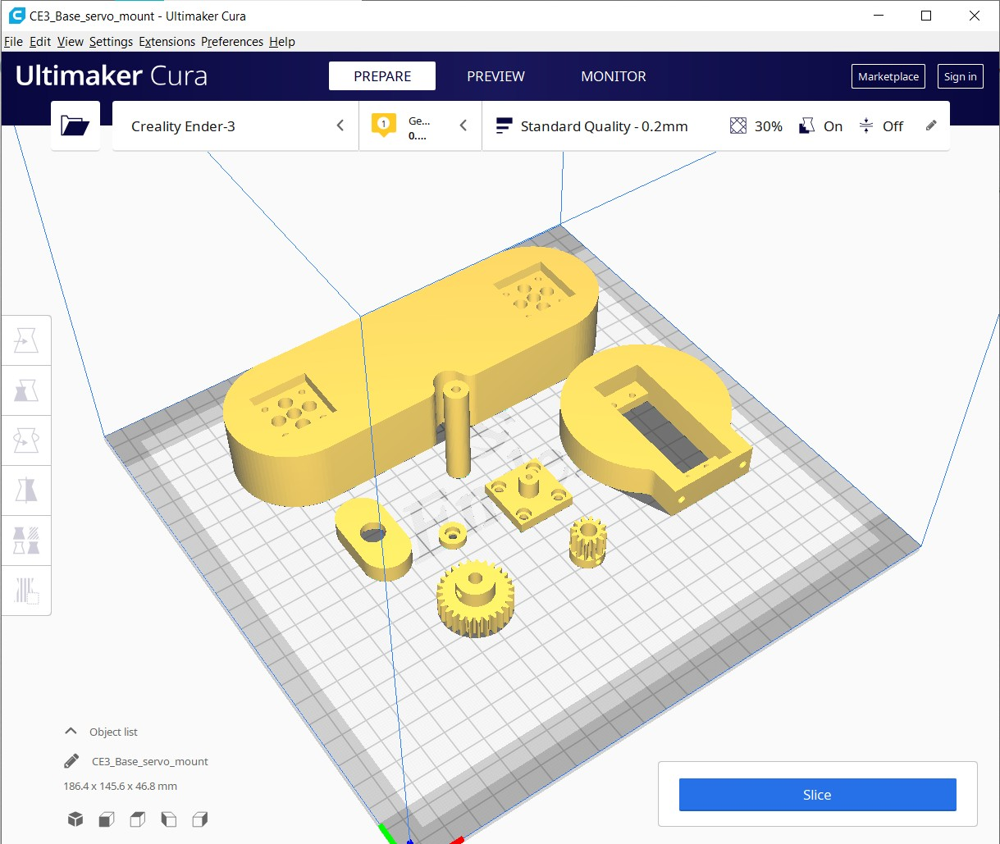 CE3_Base_servo_mount - Ultimaker Cura
File Edit View Settings Extensions Preferences Help
Ultimaker Cura
PREPARE
PREVIEW
MONITOR
Marketplace
Sign in
Creality Ender-3
1
Ge...
0....
Standard Quality - 0.2mm
30%
On
Off
Object list
CE3_Base_servo_mount
186.4 x 145.6 x 46.8 mm
Slice